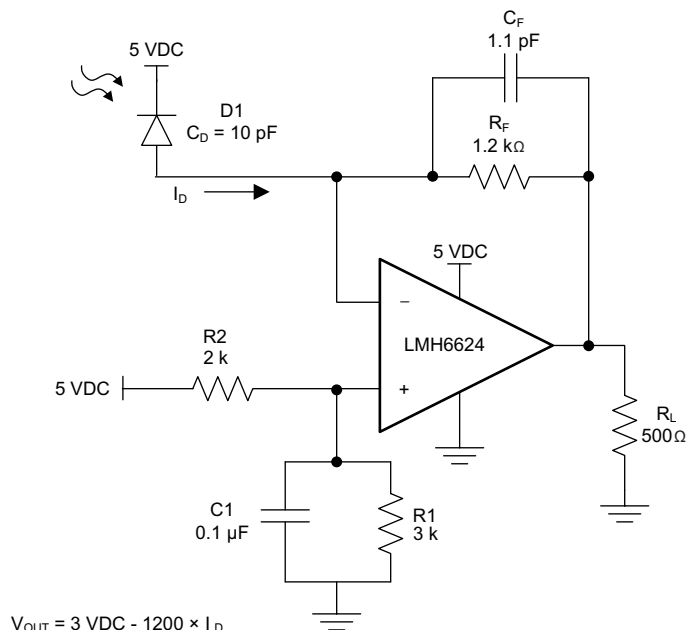 C_F
1.1 pF
5 VDC
D1
C_D = 10 pF
R_F
1.2 kΩ
I_D
5 VDC
−
LMH6624
+
R2
2 k
5 VDC
R_L
500Ω
C1
0.1 µF
R1
3 k
V_OUT = 3 VDC - 1200 × I_D